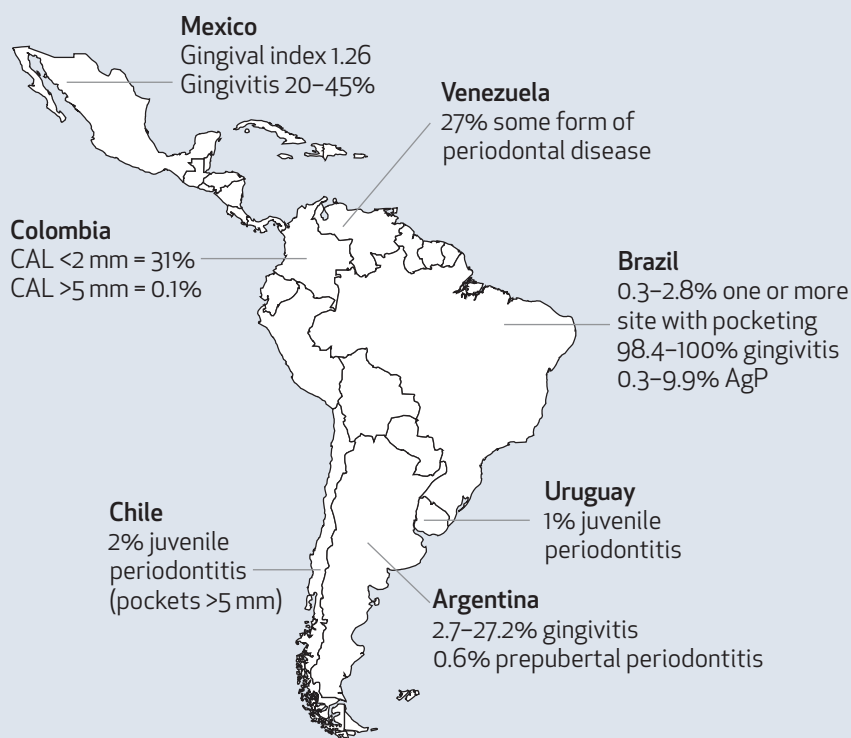 Mexico
Gingival index 1.26
Gingivitis 20–45%
Venezuela
27% some form of
periodontal disease
Colombia
CAL <2 mm = 31%
CAL >5 mm = 0.1%
Brazil
0.3–2.8% one or more
site with pocketing
98.4–100% gingivitis
0.3–9.9% AgP
Uruguay
1% juvenile
periodontitis
Chile
2% juvenile
periodontitis
(pockets >5 mm)
Argentina
2.7–27.2% gingivitis
0.6% prepubertal periodontitis